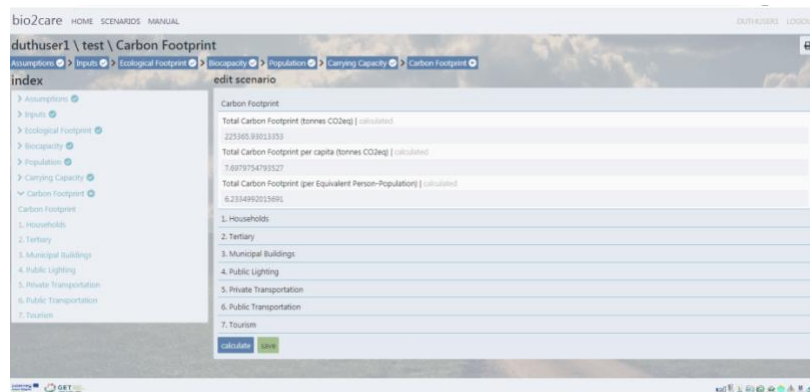 bio2care HOME SCENARIOS MANUAL DUTHUSER1 LOGOUT
duthuser1 \ test \ Carbon Footprint
Assumptions > Inputs > Ecological Footprint > Biocapacity > Population > Carrying Capacity > Carbon Footprint
index
edit scenario
> Assumptions
> Inputs
> Ecological Footprint
> Biocapacity
> Population
> Carrying Capacity
Carbon Footprint
Carbon Footprint
1. Households
2. Tertiary
3. Municipal Buildings
4. Public Lighting
5. Private Transportation
6. Public Transportation
7. Tourism
Carbon Footprint
Total Carbon Footprint (tonnes CO2eq) | calculated
225365.93013353
Total Carbon Footprint per capita (tonnes CO2eq) | calculated
7.6979754793527
Total Carbon Footprint (per Equivalent Person-Population) | calculated
6.2334992015691
1. Households
2. Tertiary
3. Municipal Buildings
4. Public Lighting
5. Private Transportation
6. Public Transportation
7. Tourism
calculate save
GET